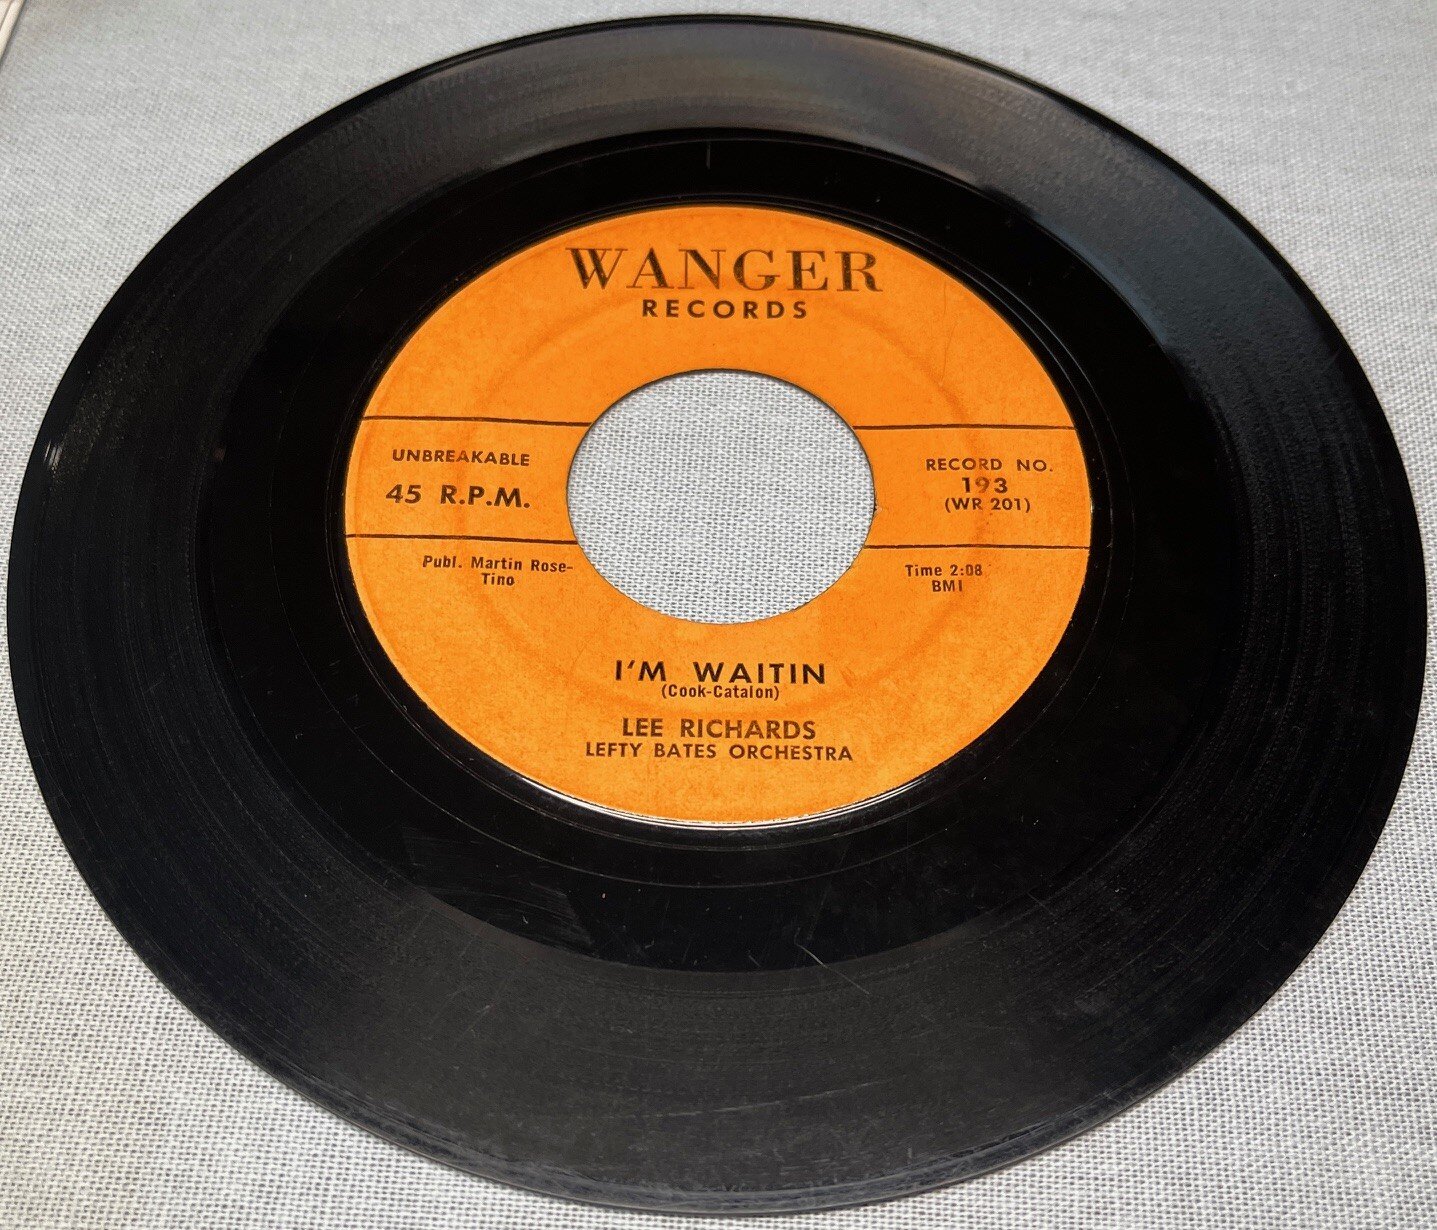 WANGER
RECORDS
UNBREAKABLE
45 R.P.M.
RECORD NO.
193
(WR 201)
Publ. Martin Rose-
Tino
Time 2:08
BMI
I'M WAITIN
(Cook-Catalon)
LEE RICHARDS
LEFTY BATES ORCHESTRA